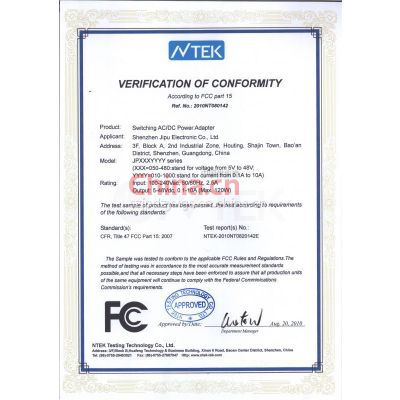 NTEK
VERIFICATION OF CONFORMITY
According to FCC part 15
Ref. No.: 2010NT080142
Product: Switching AC/DC Power Adapter
Applicant: Shenzhen Jipu Electronic Co., Ltd.
Address: 3F, Block A, 2nd Industrial Zone, Houting, Shajin Town, Bao'an
District, Shenzhen, Guangdong, China
Model: JPXXXYYYY series
(XXX=050-480:stand for voltage from 5V to 48V;
YYYY=010-1000:stand for current from 0.1A to 10A)
Rating: 100-240Vac, 50/60Hz, 2.0A
Output: 5-48Vdc, 0.1-10A (Max. 120W)
China.cn
The test sample of product has been passed, the test according to requirements
of the following standards:
Standard(s): Report(s):
CFR, Title 47 FCC Part 15: 2007 NTEK-2010NT0820142E
The Sample was tested to conform to the applicable FCC Rules and Regulations.The
method of testing was in accordance to the most accurate measurement standards
possible, and that all necessary steps have been enforced to assure that all production units
of the same equipment will continue to comply with the Federal Communications
Commission's requirements.
FC
APPROVED
Approved by/Date: Aug. 20, 2010
NTEK Testing Technology Co., Ltd.